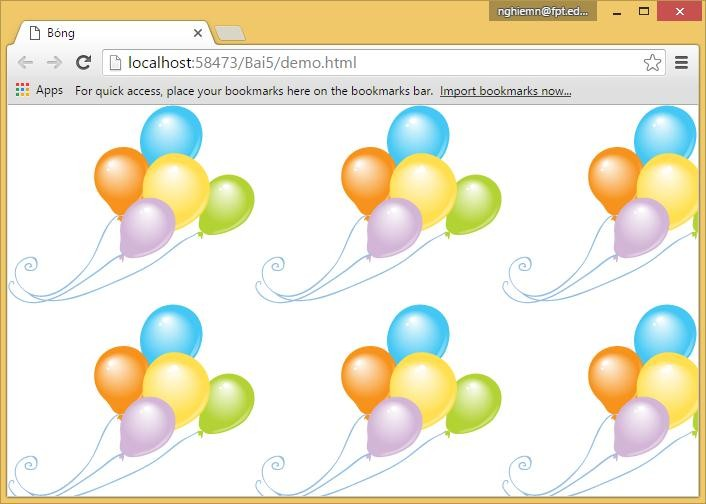 nghiemn@fpt.ed...
Bóng
localhost:58473/Bai5/demo.html
Apps For quick access, place your bookmarks here on the bookmarks bar. Import bookmarks now...